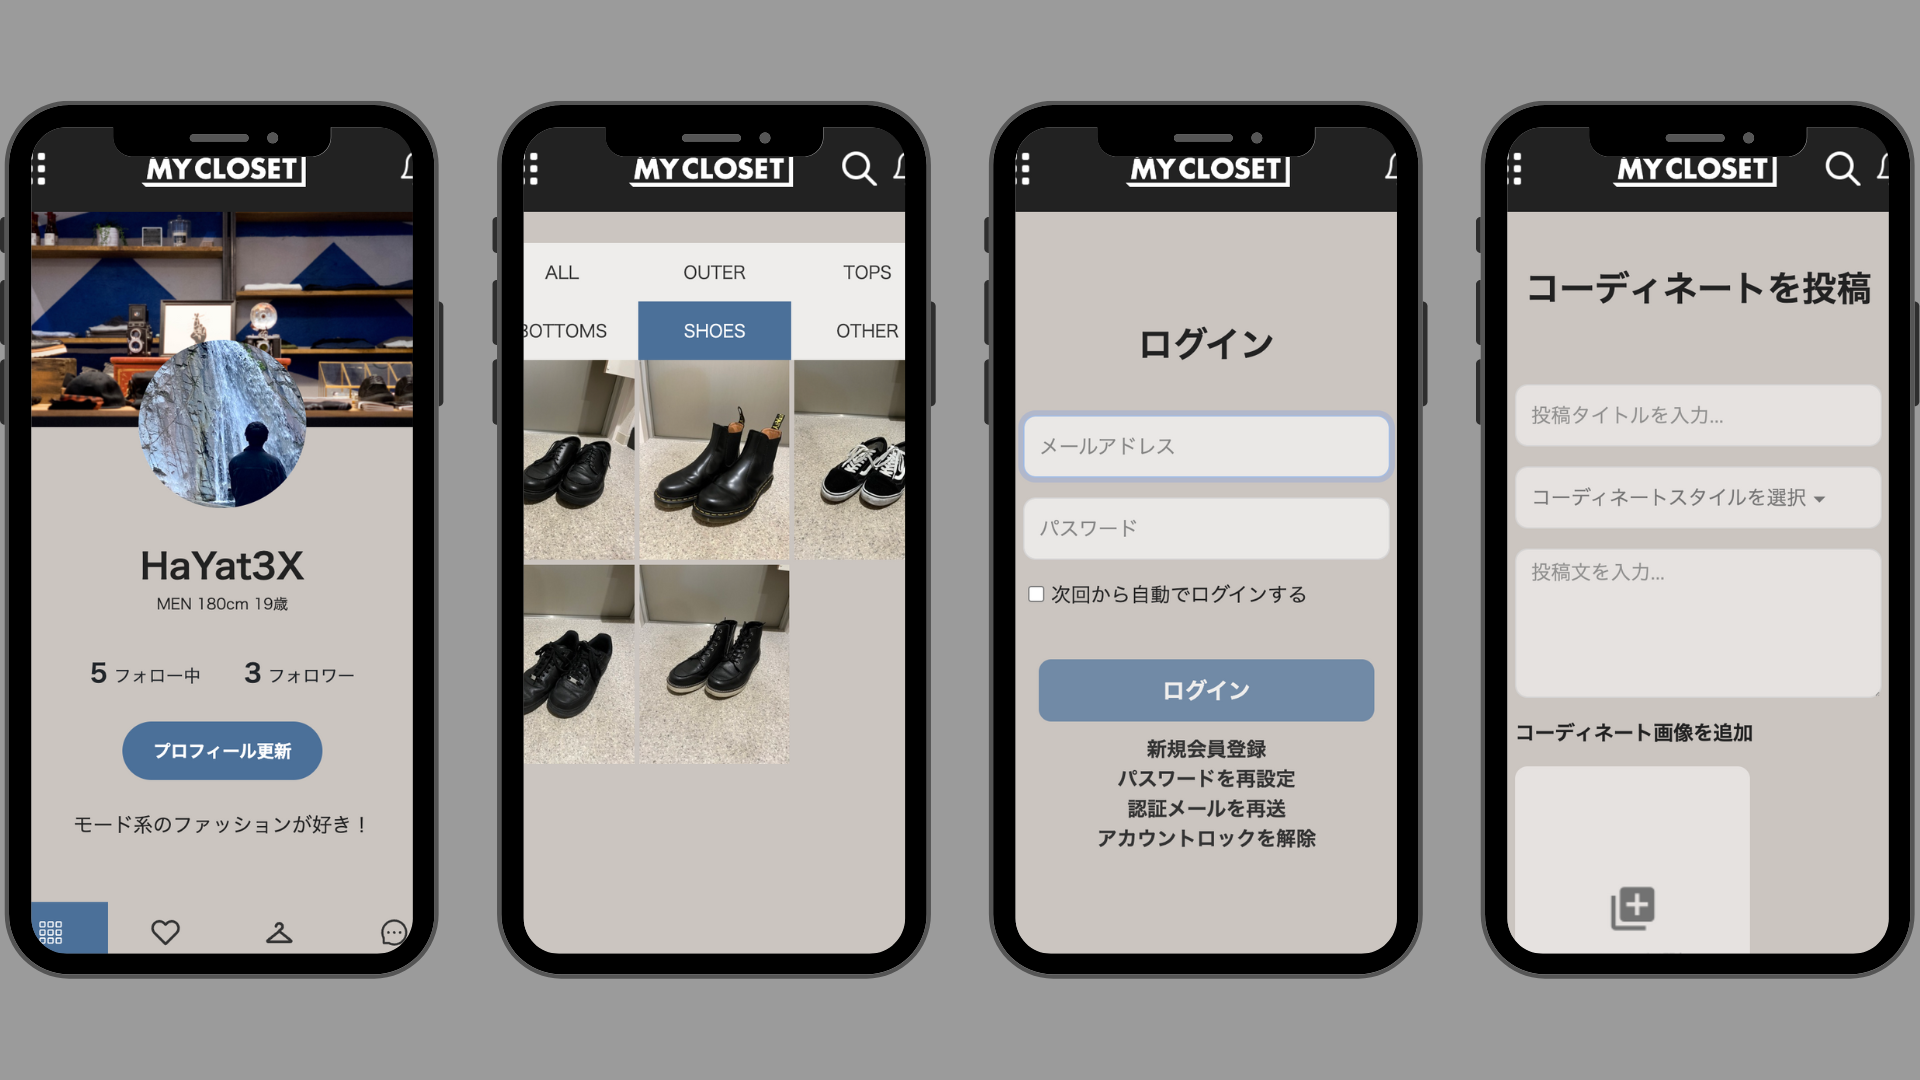 MY CLOSET
HaYat3X
MEN 180cm 19歳
5 フォロー中 3 フォロワー
プロフィール更新
モード系のファッションが好き！
MY CLOSET
ALL OUTER TOPS
BOTTOMS SHOES OTHER
MY CLOSET
ログイン
メールアドレス
パスワード
次回から自動でログインする
ログイン
新規会員登録
パスワードを再設定
認証メールを再送
アカウントロックを解除
MY CLOSET
コーディネートを投稿
投稿タイトルを入力...
コーディネートスタイルを選択
投稿文を入力...
コーディネート画像を追加